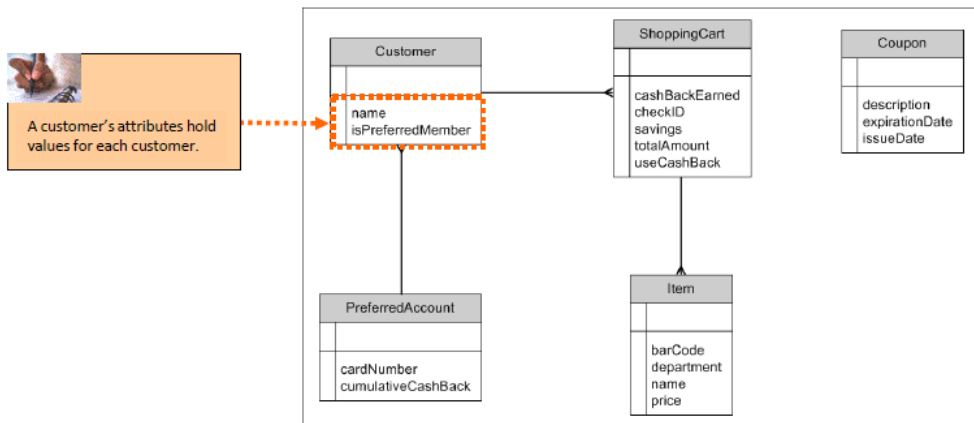 A customer's attributes hold
values for each customer.
Customer
name
isPreferredMember
ShoppingCart
cashBackEarned
checkID
savings
totalAmount
useCashBack
Coupon
description
expirationDate
issueDate
PreferredAccount
cardNumber
cumulativeCashBack
Item
barCode
department
name
price